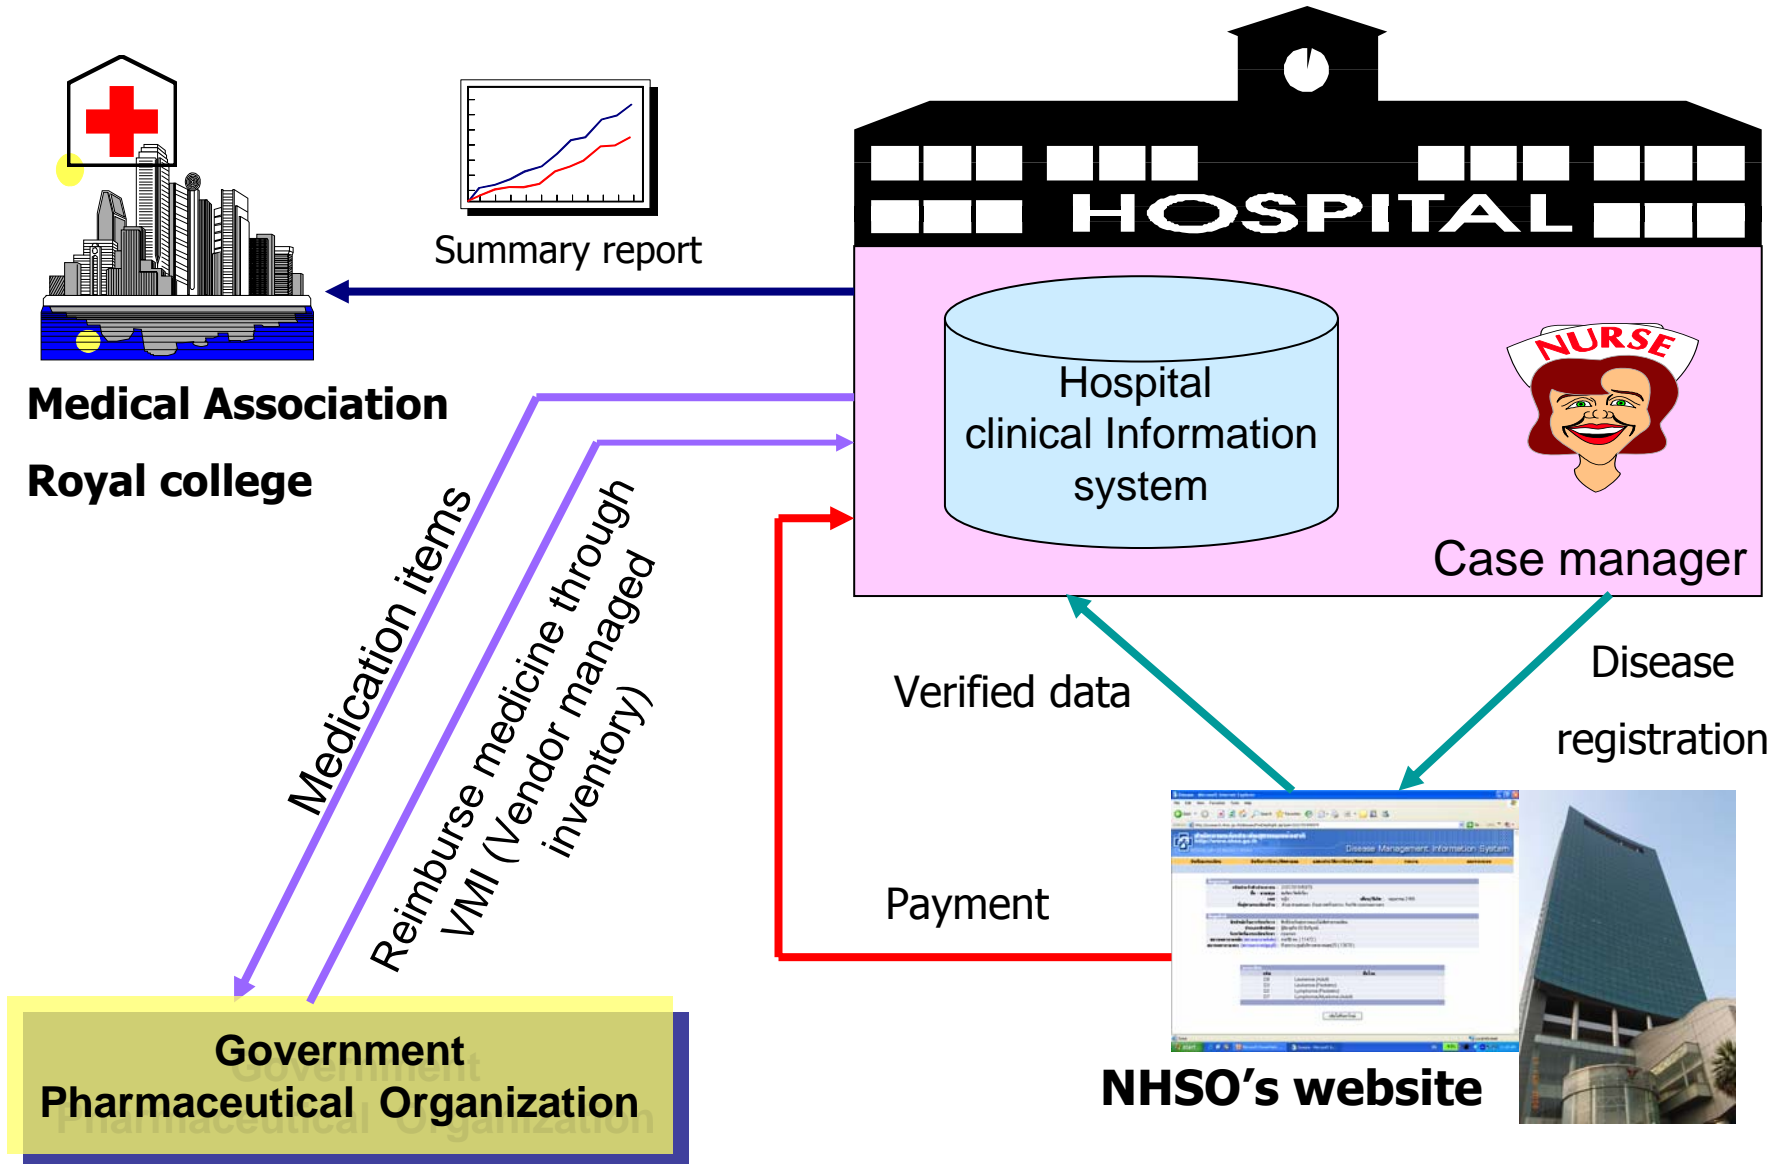 HOSPITAL
Summary report
NURSE
Hospital
clinical Information
system
Case manager
Medical Association
Royal college
Medication items
Reimburse medicine through
VMI (Vendor managed
inventory)
Verified data
Disease
registration
Payment
Disease Management Information System
Government
Pharmaceutical Organization
NHSO’s website